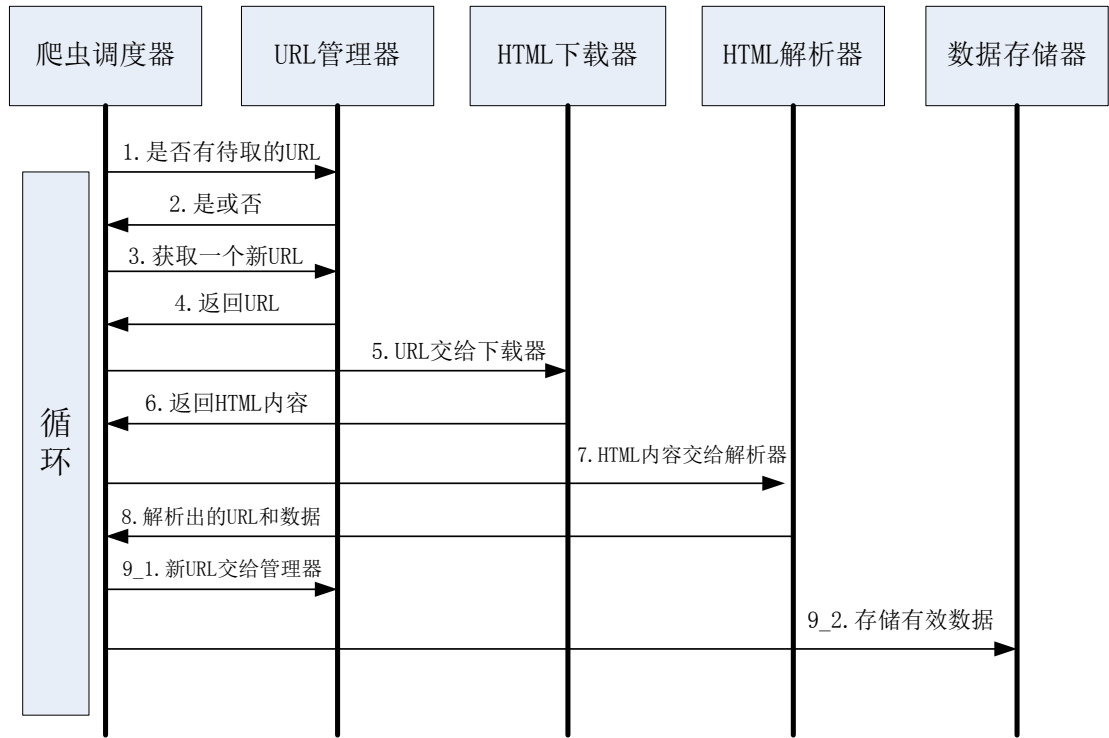 爬虫调度器
URL管理器
HTML下载器
HTML解析器
数据存储器
1.是否有待取的URL
2.是或否
3.获取一个新URL
4.返回URL
5.URL交给下载器
6.返回HTML内容
循
环
7.HTML内容交给解析器
8.解析出的URL和数据
9_1.新URL交给管理器
9_2.存储有效数据